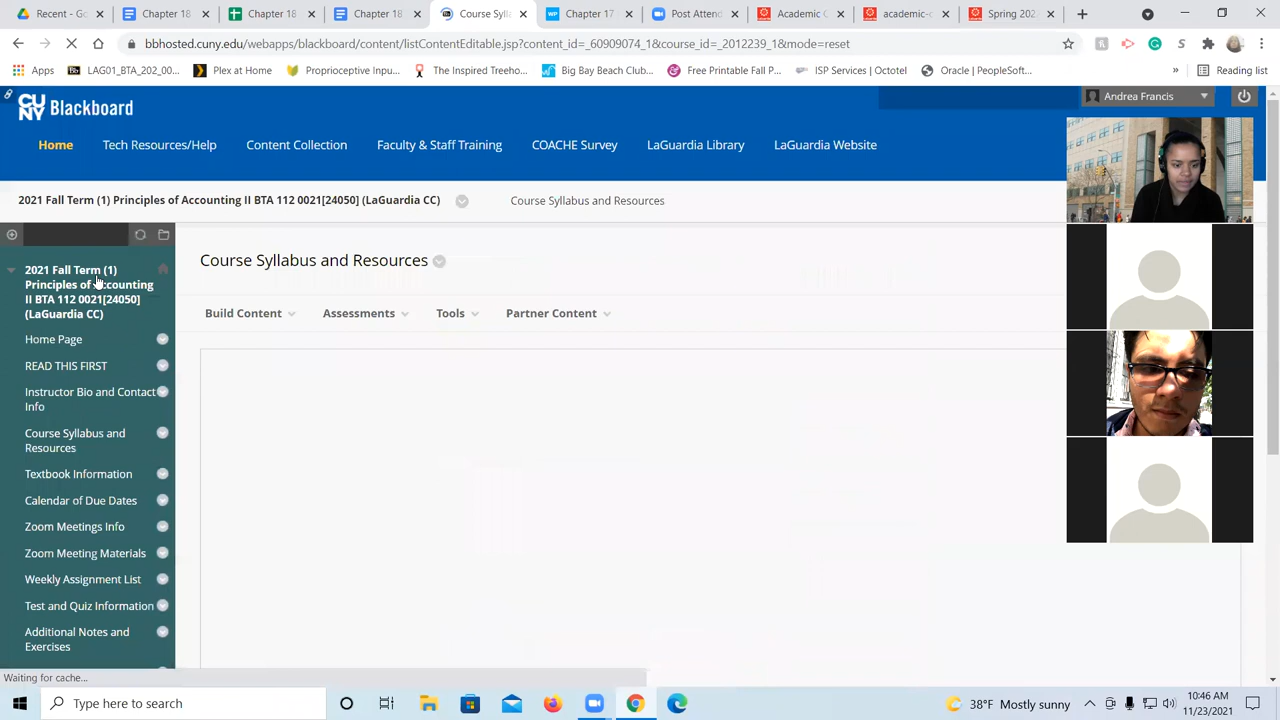 Recent - Go
Chapter 18
Chapter 18
Chapter 18
Course Sylle
Chapter 17
Post Attend
Academic C
academic-c
Spring 202
bbhosted.cuny.edu/webapps/blackboard/content/listContentEditable.jsp?content_id=_60900074_1&course_id=_2012239_1&mode=reset
Apps
LAG01_BTA_202_00...
Plex at Home
Proprioceptive Inpu...
The Inspired Treeho...
Big Bay Beach Club...
Free Printable Fall P...
ISP Services | Octotel
Oracle | PeopleSoft...
»
Reading list
CUNY Blackboard
Andrea Francis
Home
Tech Resources/Help
Content Collection
Faculty & Staff Training
COACHE Survey
LaGuardia Library
LaGuardia Website
2021 Fall Term (1) Principles of Accounting II BTA 112 0021[24050] (LaGuardia CC)
Course Syllabus and Resources
2021 Fall Term (1)
Principles of Accounting
II BTA 112 0021[24050]
(LaGuardia CC)
Home Page
READ THIS FIRST
Instructor Bio and Contact
Info
Course Syllabus and
Resources
Textbook Information
Calendar of Due Dates
Zoom Meetings Info
Zoom Meeting Materials
Weekly Assignment List
Test and Quiz Information
Additional Notes and
Exercises
Course Syllabus and Resources
Build Content
Assessments
Tools
Partner Content
Waiting for cache...
Type here to search
38°F Mostly sunny
10:46 AM
11/23/2021